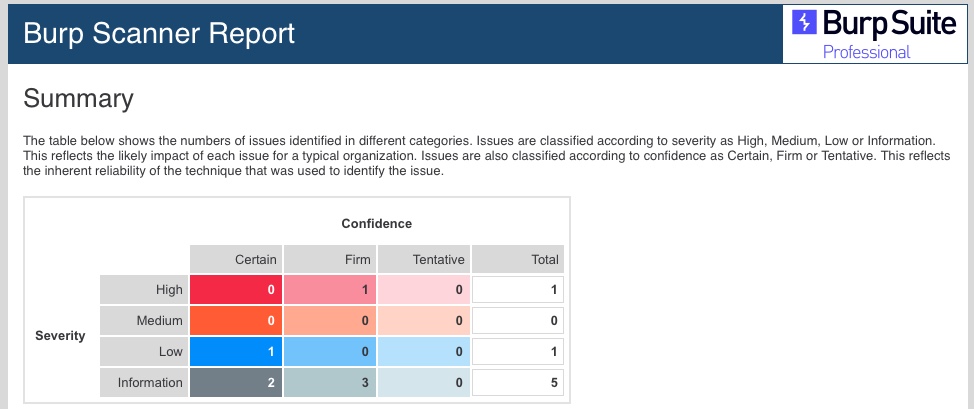 Burp Scanner Report
BurpSuite
Professional
Summary
The table below shows the numbers of issues identified in different categories. Issues are classified according to severity as High, Medium, Low or Information.
This reflects the likely impact of each issue for a typical organization. Issues are also classified according to confidence as Certain, Firm or Tentative. This reflects
the inherent reliability of the technique that was used to identify the issue.
Confidence
Certain Firm Tentative Total
High 0 1 0 1
Medium 0 0 0 0
Severity
Low 1 0 0 1
Information 2 3 0 5